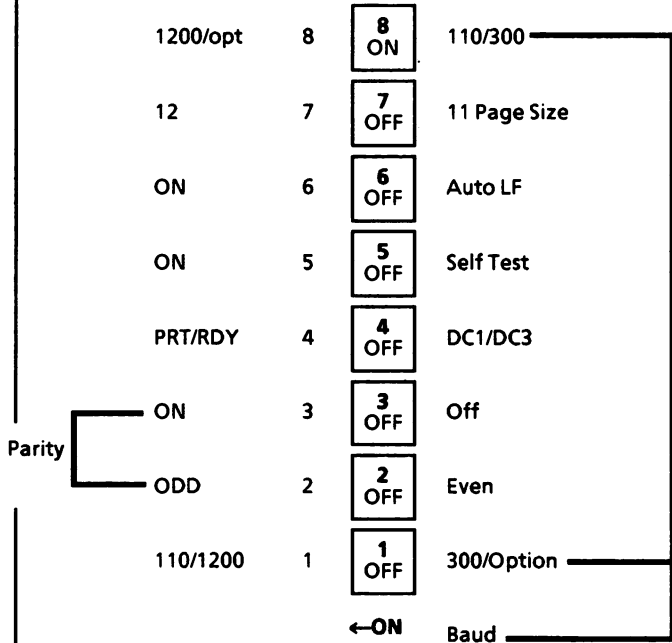 1200/opt 8 8 ON 110/300
12 7 7 OFF 11 Page Size
ON 6 6 OFF Auto LF
ON 5 5 OFF Self Test
PRT/RDY 4 4 OFF DC1/DC3
ON 3 3 OFF Off
Parity
ODD 2 2 OFF Even
110/1200 1 1 OFF 300/Option
←ON Baud